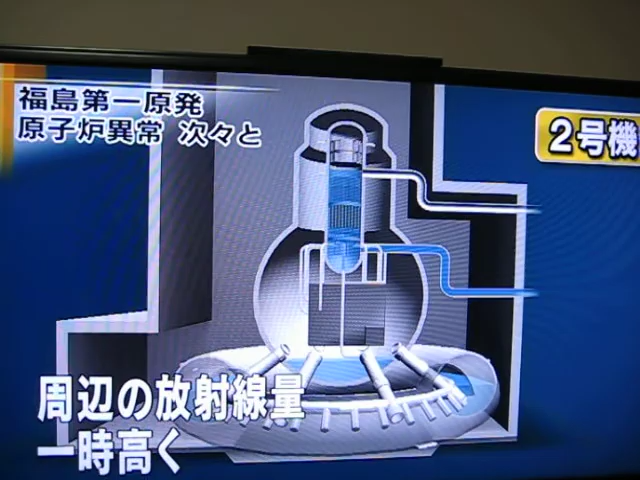 福島第一原発
原子炉異常 次々と
2号機
周辺の放射線量
一時高く